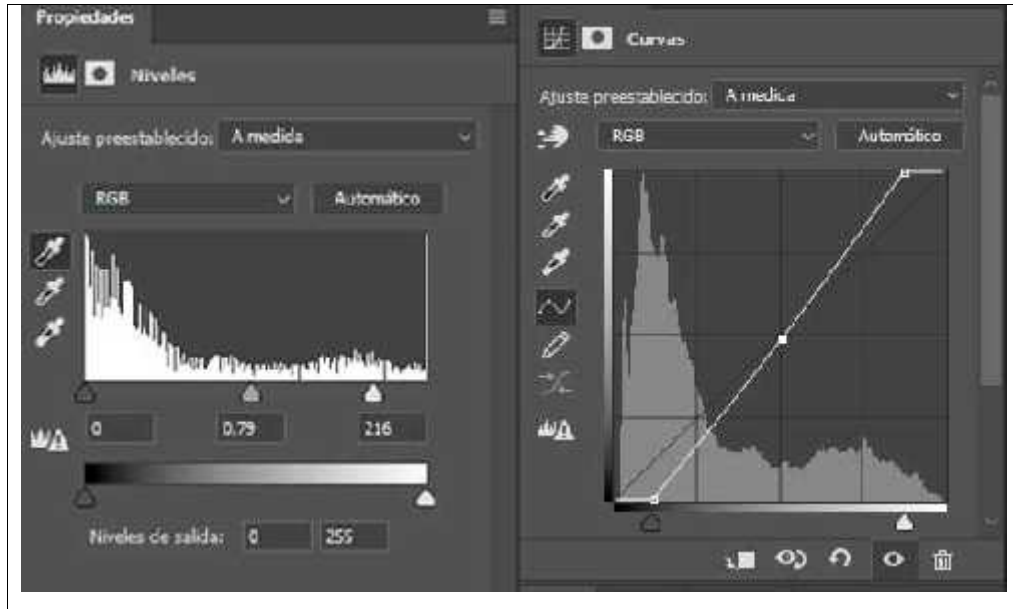 Propiedades
Niveles
Ajuste preestablecido: A medida
RGB
Automático
0
0,79
216
Niveles de salida: 0 255
Curvas
Ajuste preestablecido: A medica
RGB
Automático